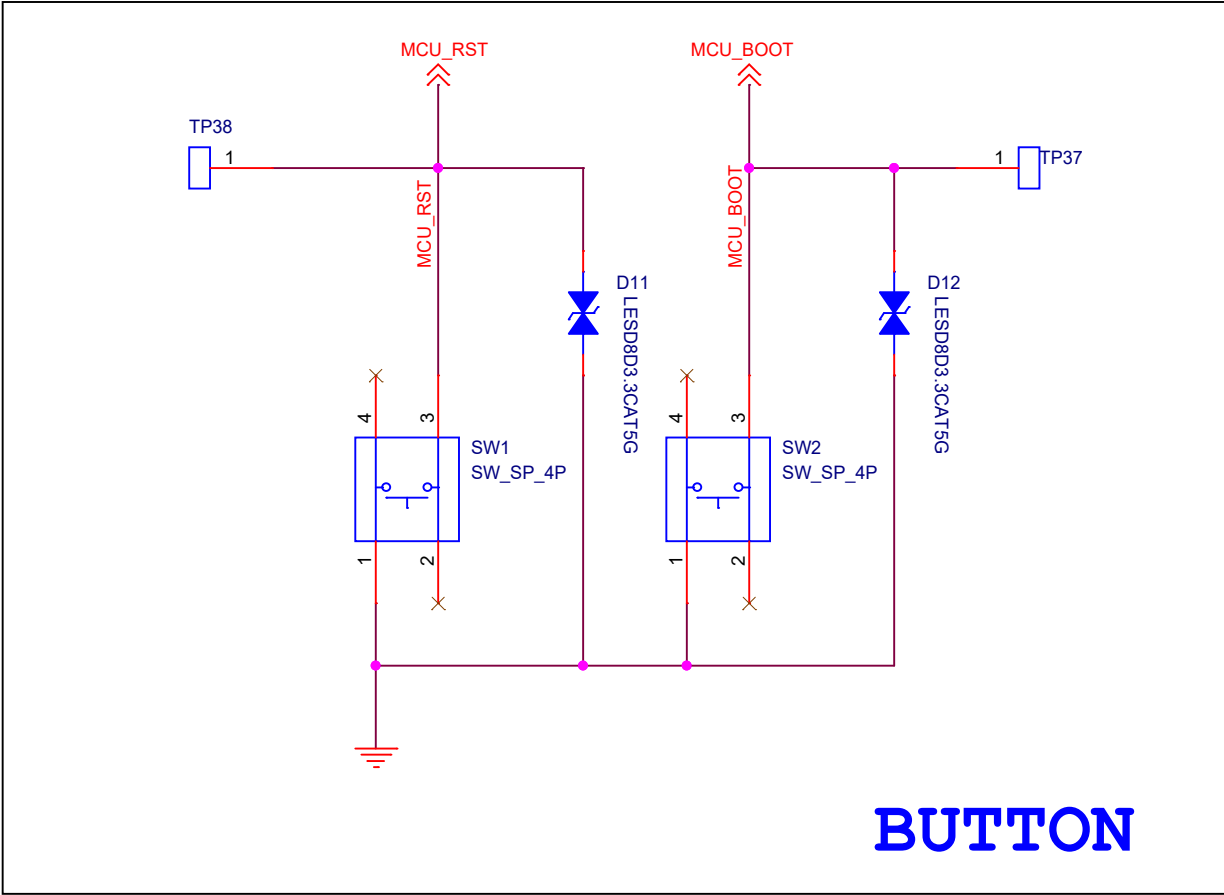 MCU_RST
MCU_BOOT
TP38
1
1
TP37
MCU_RST
MCU_BOOT
D11
LESD8D3.3CAT5G
D12
LESD8D3.3CAT5G
4
3
4
3
SW1
SW_SP_4P
SW2
SW_SP_4P
1
2
1
2
BUTTON